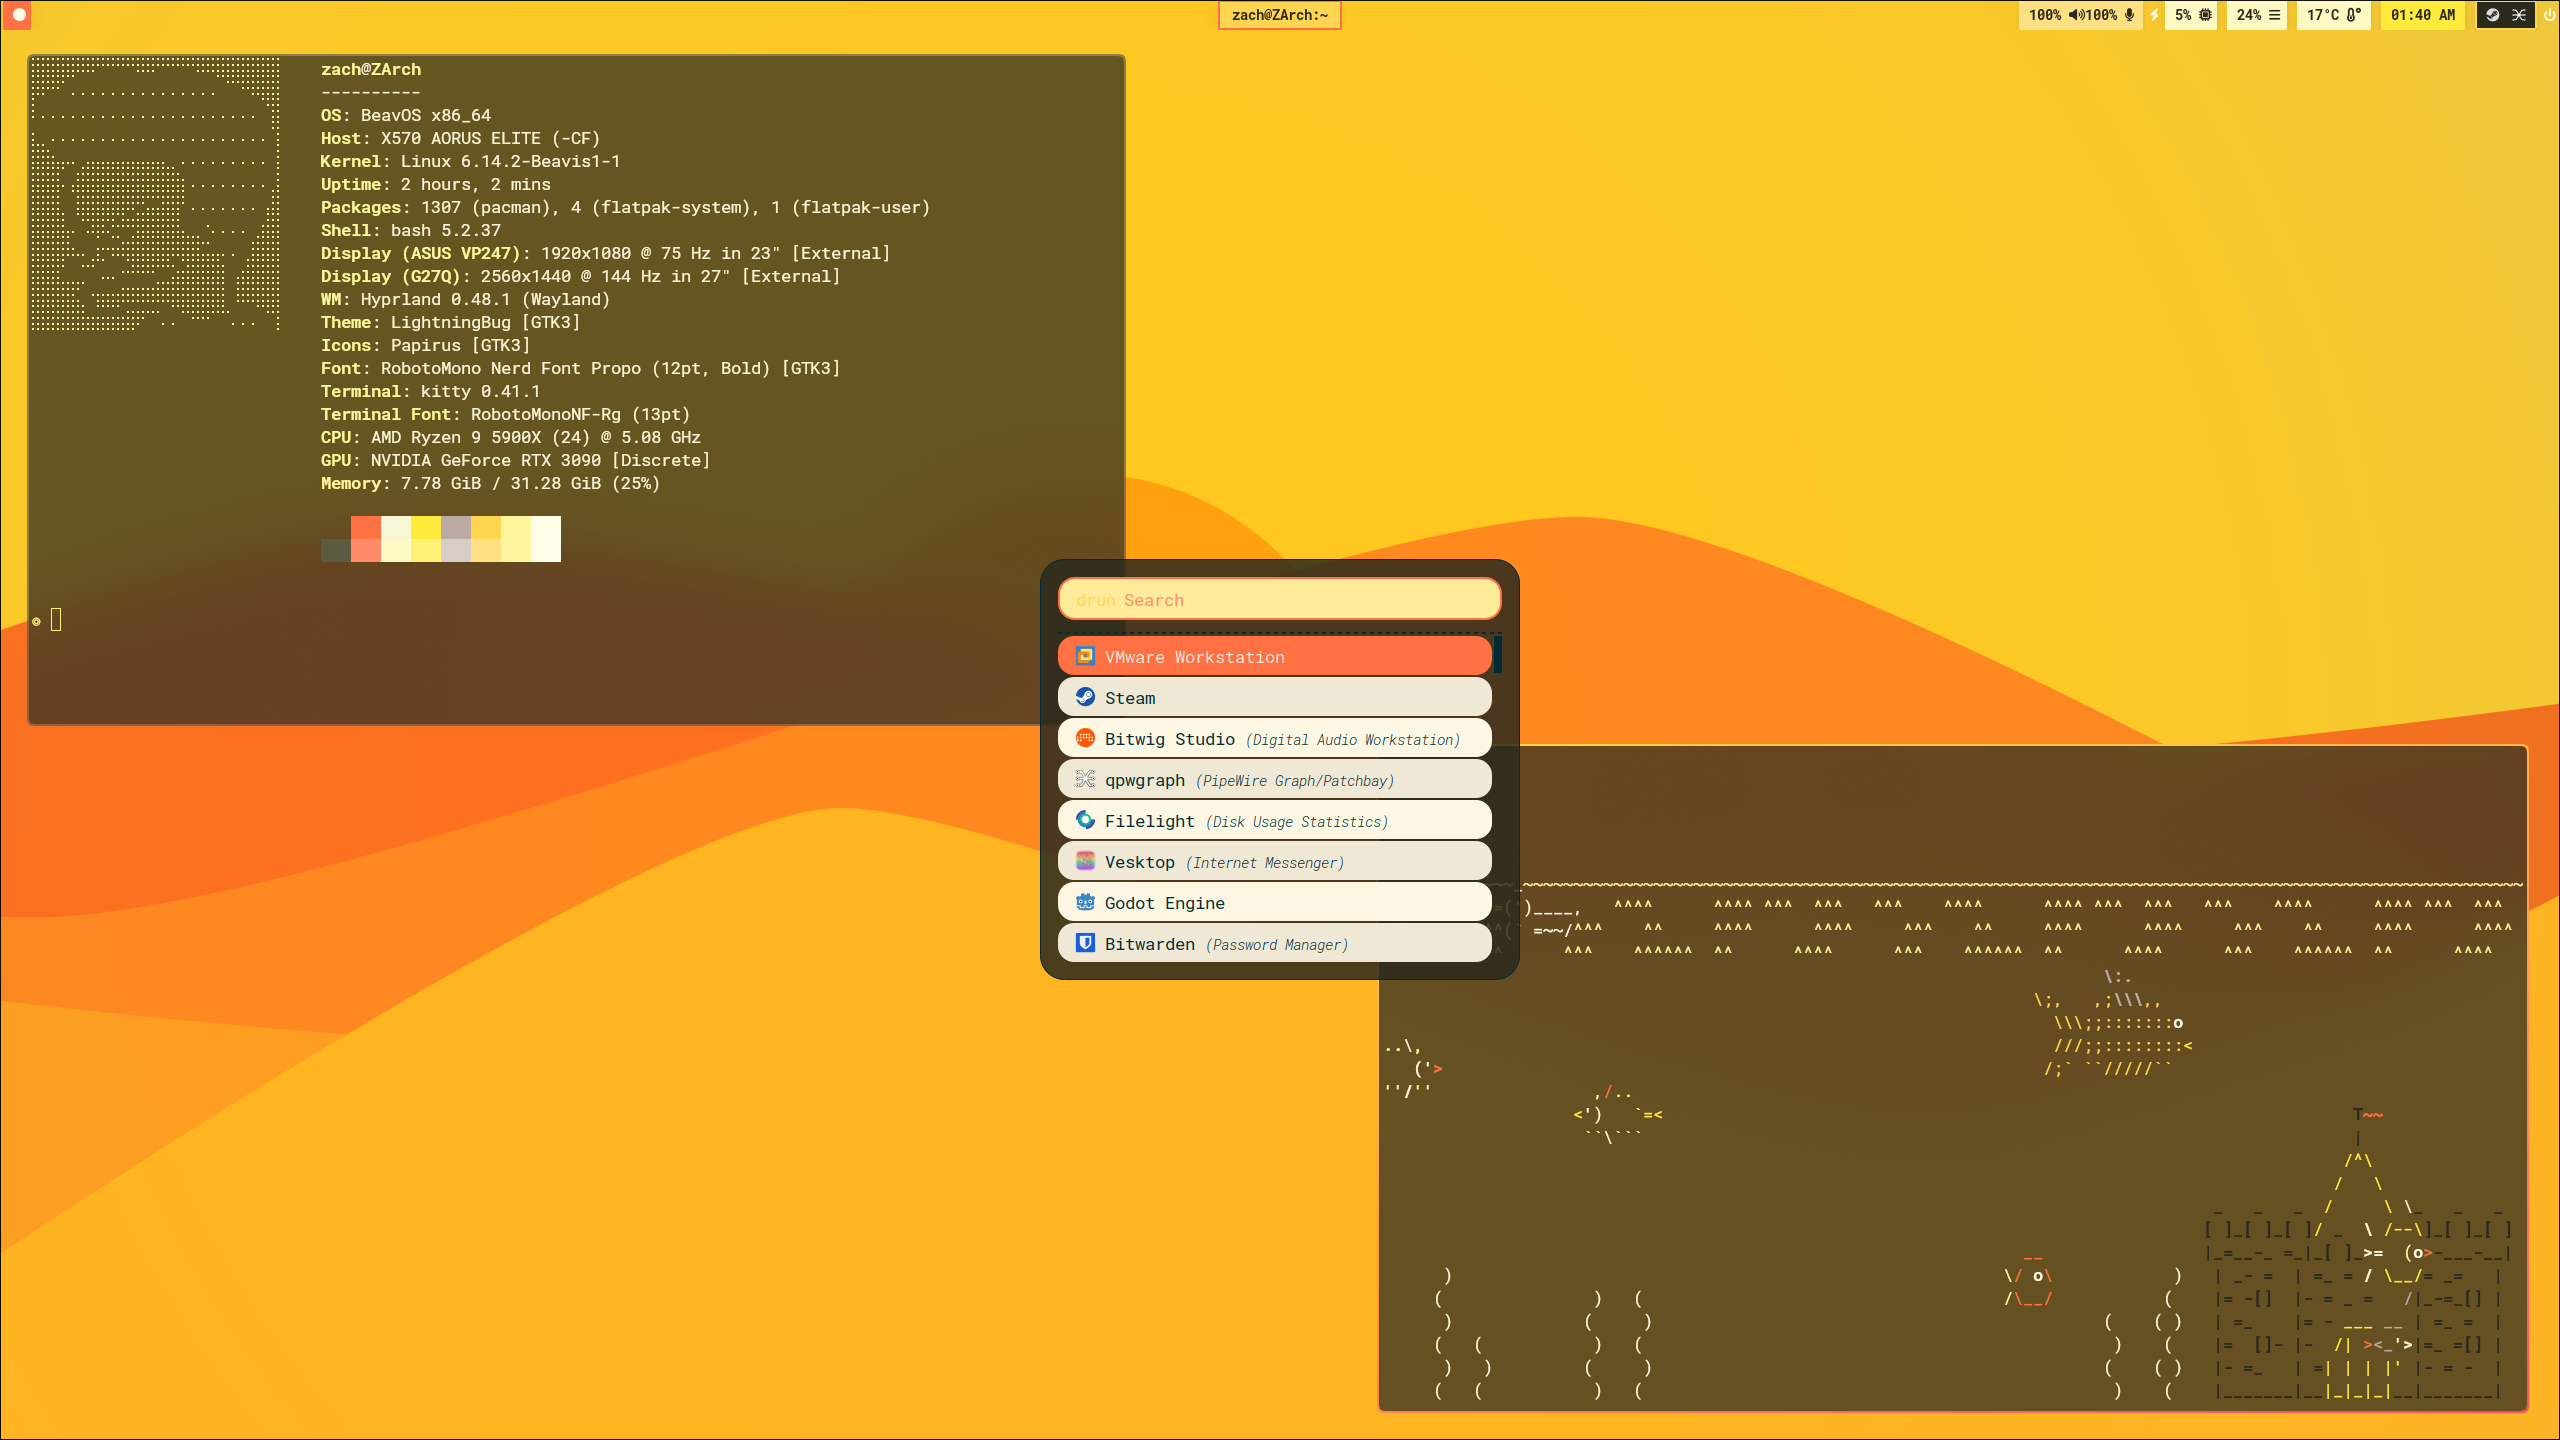 zach@ZArch:~
100% 100% 5% 24% 17°C 01:40 AM
zach@ZArch
----------
OS: BeavOS x86_64
Host: X570 AORUS ELITE (-CF)
Kernel: Linux 6.14.2-Beavis1-1
Uptime: 2 hours, 2 mins
Packages: 1307 (pacman), 4 (flatpak-system), 1 (flatpak-user)
Shell: bash 5.2.37
Display (ASUS VP247): 1920x1080 @ 75 Hz in 23" [External]
Display (G27Q): 2560x1440 @ 144 Hz in 27" [External]
WM: Hyprland 0.48.1 (Wayland)
Theme: LightningBug [GTK3]
Icons: Papirus [GTK3]
Font: RobotoMono Nerd Font Propo (12pt, Bold) [GTK3]
Terminal: kitty 0.41.1
Terminal Font: RobotoMonoNF-Rg (13pt)
CPU: AMD Ryzen 9 5900X (24) @ 5.08 GHz
GPU: NVIDIA GeForce RTX 3090 [Discrete]
Memory: 7.78 GiB / 31.28 GiB (25%)
drun Search
VMware Workstation
Steam
Bitwig Studio (Digital Audio Workstation)
qpwgraph (PipeWire Graph/Patchbay)
Filelight (Disk Usage Statistics)
Vesktop (Internet Messenger)
Godot Engine
Bitwarden (Password Manager)